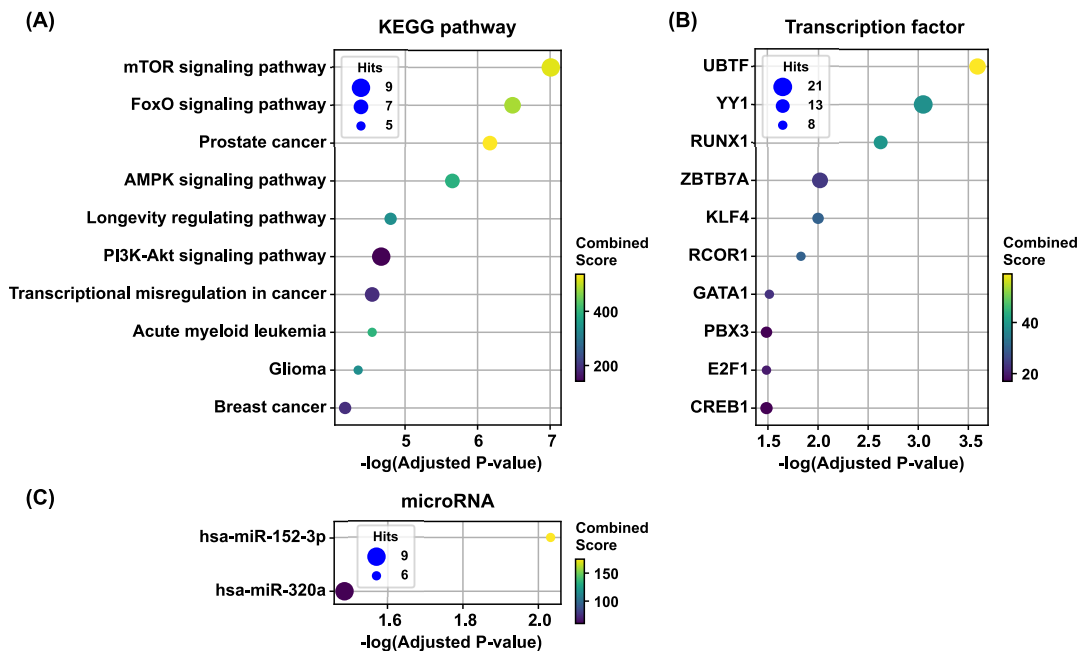 (A)
KEGG pathway
Hits
9
7
5
mTOR signaling pathway
FoxO signaling pathway
Prostate cancer
AMPK signaling pathway
Longevity regulating pathway
PI3K-Akt signaling pathway
Transcriptional misregulation in cancer
Acute myeloid leukemia
Glioma
Breast cancer
5 6 7
-log(Adjusted P-value)
Combined
Score
400
200
(B)
Transcription factor
Hits
21
13
8
UBTF
YY1
RUNX1
ZBTB7A
KLF4
RCOR1
GATA1
PBX3
E2F1
CREB1
1.5 2.0 2.5 3.0 3.5
-log(Adjusted P-value)
Combined
Score
40
20
(C)
microRNA
Hits
9
6
hsa-miR-152-3p
hsa-miR-320a
1.6 1.8 2.0
-log(Adjusted P-value)
Combined
Score
150
100